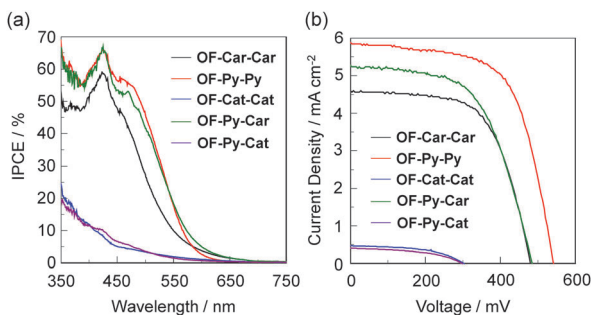 (a)
70
60
50
40
30
20
10
0
IPCE / %
OF-Car-Car
OF-Py-Py
OF-Cat-Cat
OF-Py-Car
OF-Py-Cat
350 450 550 650 750
Wavelength / nm
(b)
6
5
4
3
2
1
0
Current Density / mA cm⁻²
OF-Car-Car
OF-Py-Py
OF-Cat-Cat
OF-Py-Car
OF-Py-Cat
0 200 400 600
Voltage / mV